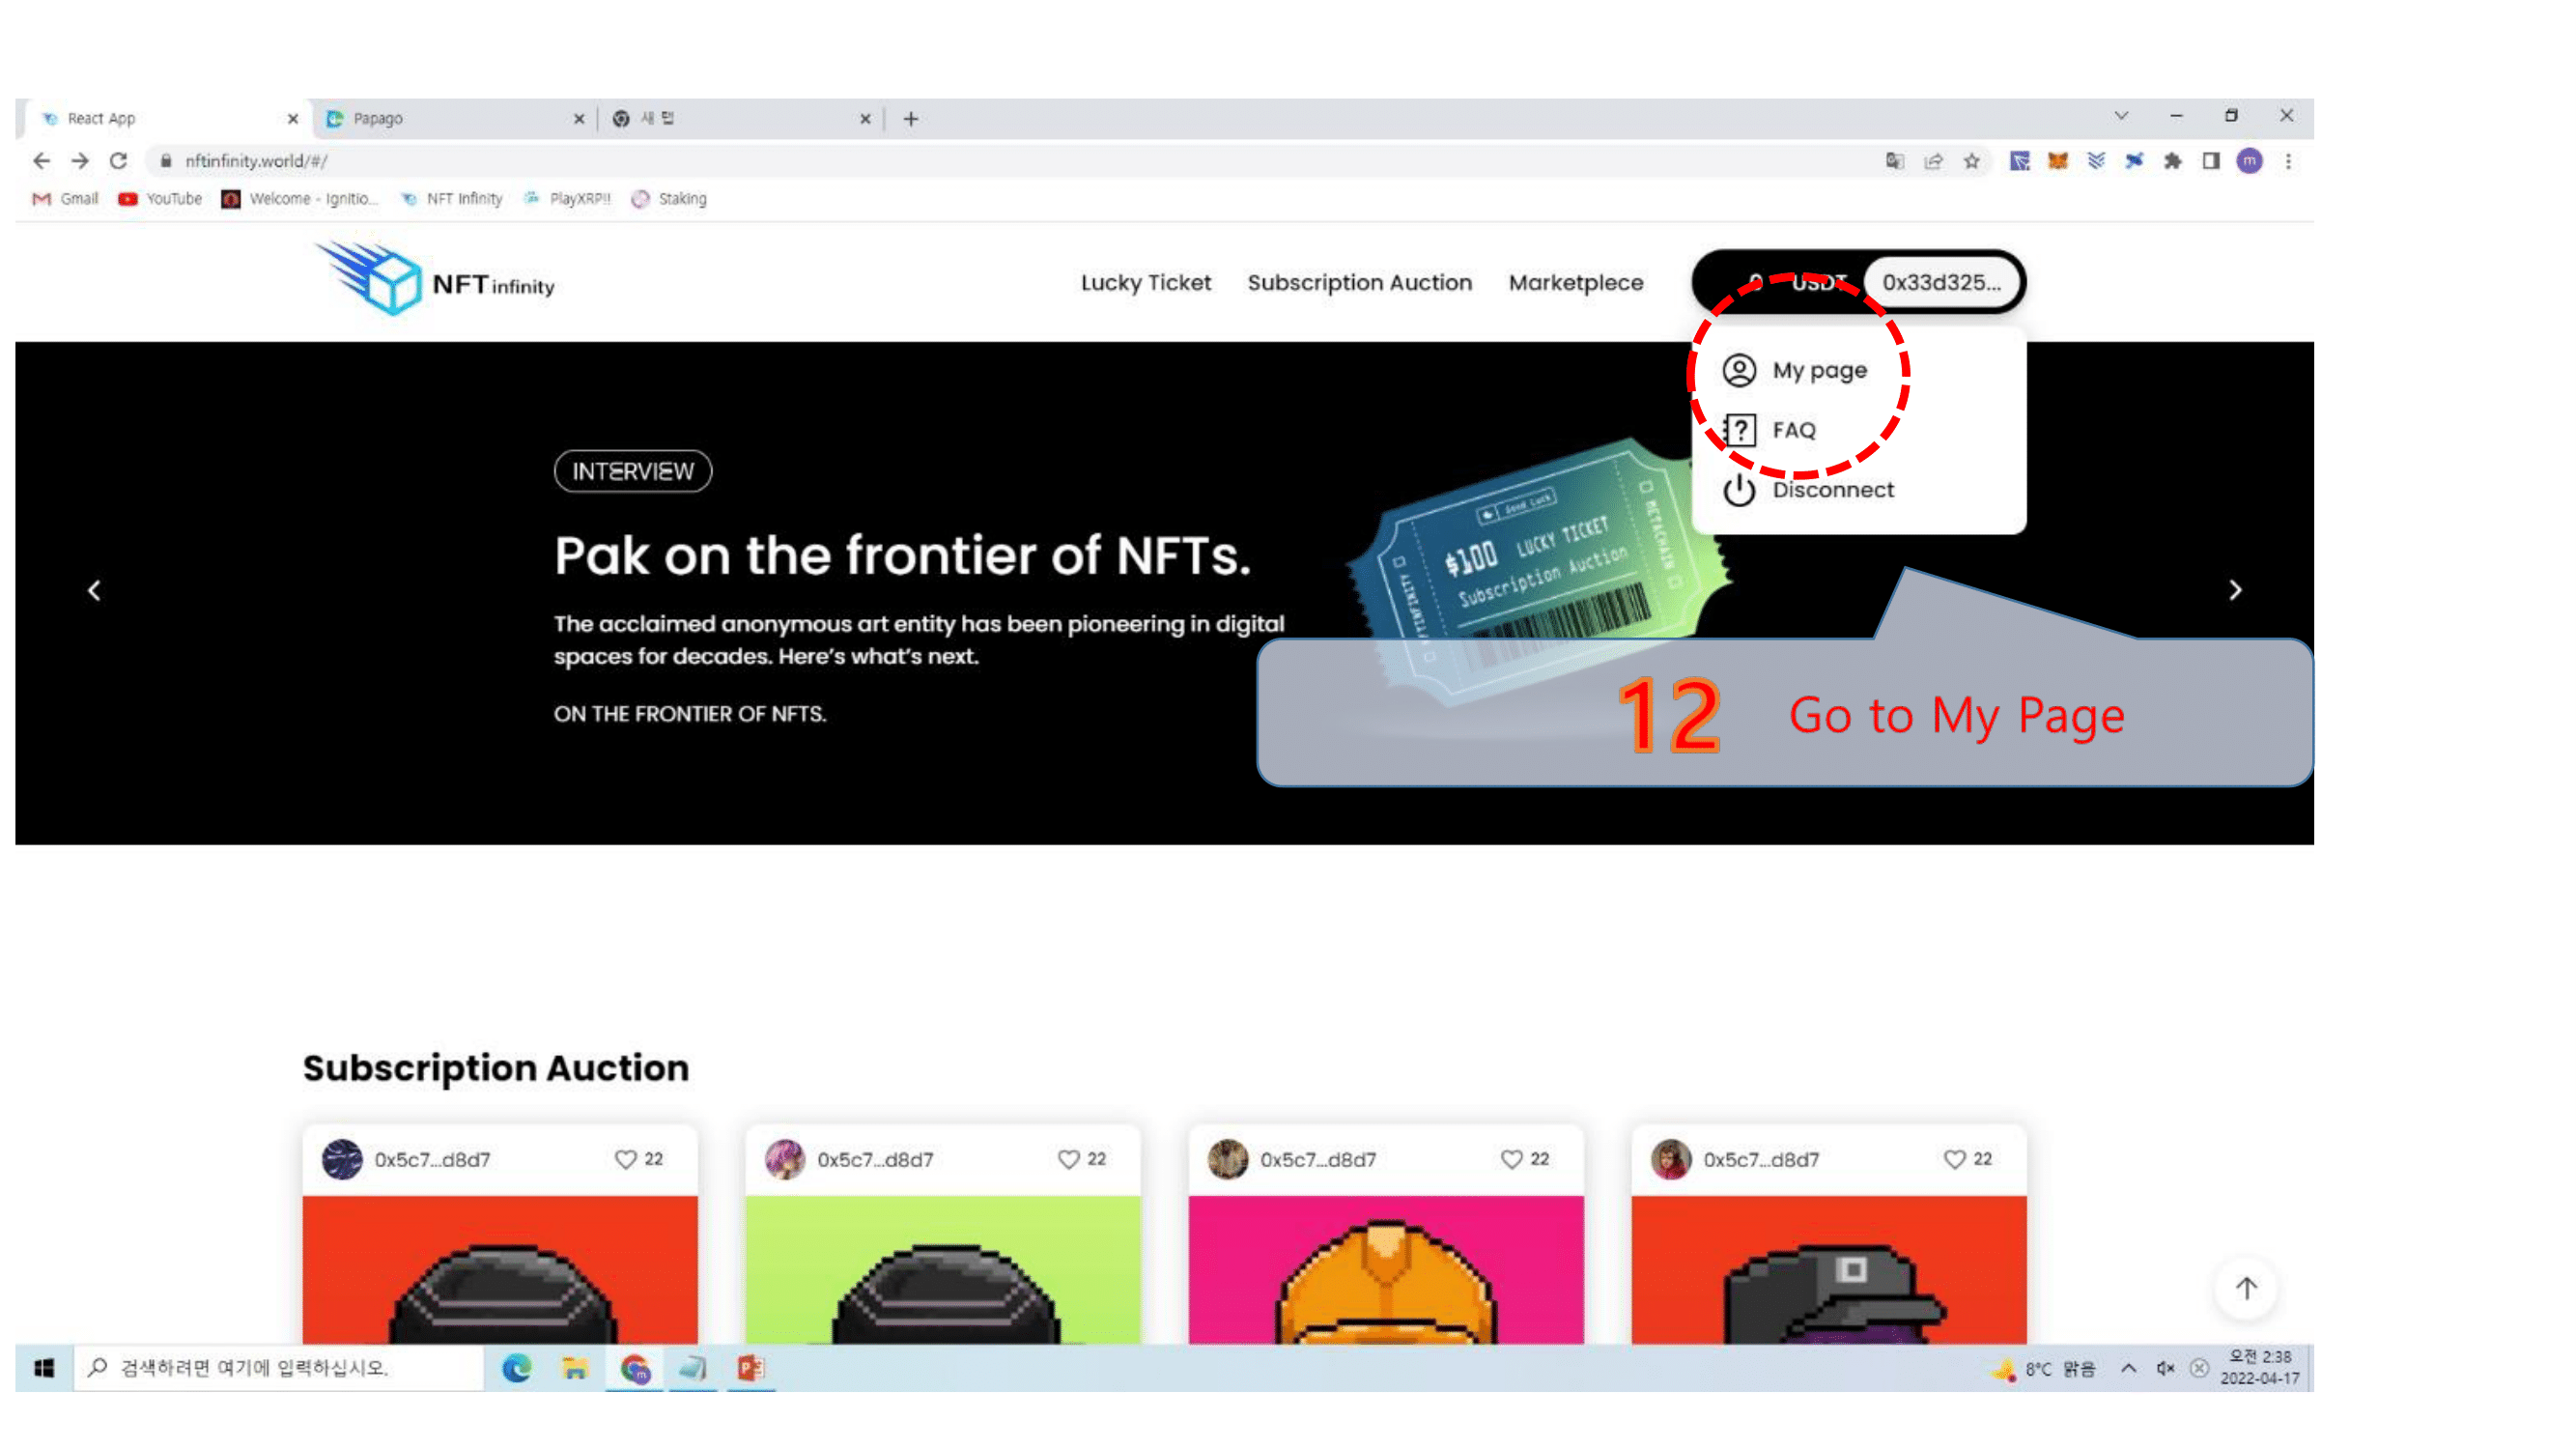 React App
Papago
새 탭
nftinfinity.world/#/
m
Gmail
YouTube
Welcome - Ignitio...
NFT Infinity
PlayXRP!!
Staking
NFTinfinity
Lucky Ticket
Subscription Auction
Marketplece
0 USDT
0x33d325...
My page
FAQ
Disconnect
INTERVIEW
Pak on the frontier of NFTs.
The acclaimed anonymous art entity has been pioneering in digital
spaces for decades. Here's what's next.
ON THE FRONTIER OF NFTS.
Good Luck
$100 LUCKY TICKET
Subscription Auction
METACHAIN
12 Go to My Page
Subscription Auction
0x5c7...d8d7 22
0x5c7...d8d7 22
0x5c7...d8d7 22
0x5c7...d8d7 22
검색하려면 여기에 입력하십시오.
8°C 맑음
오전 2:38
2022-04-17